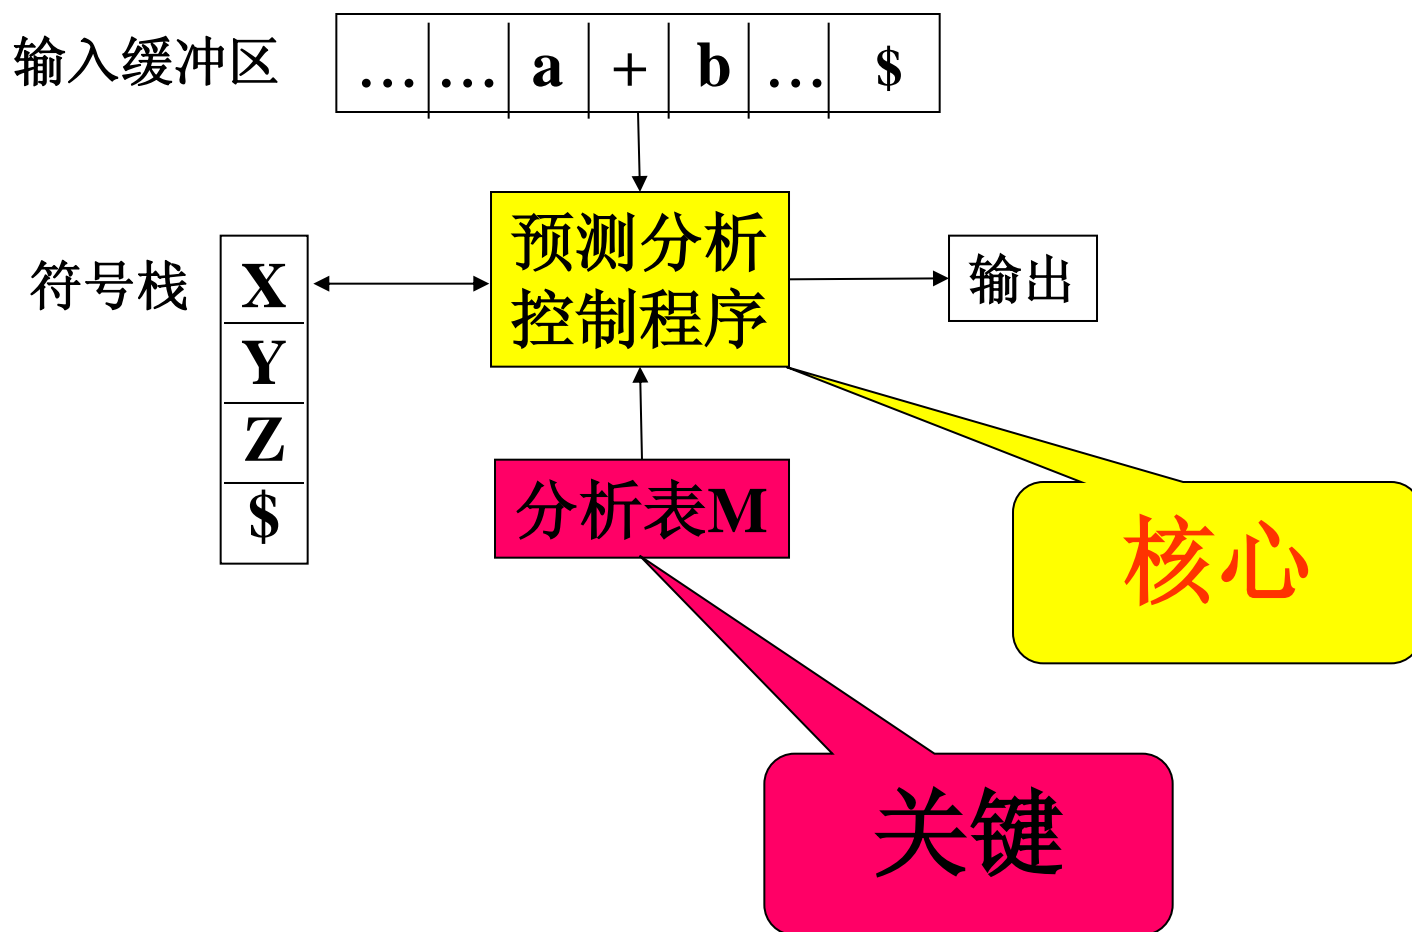 输入缓冲区
… … a + b … $
符号栈
X
Y
Z
$
预测分析
控制程序
输出
分析表M
核心
关键